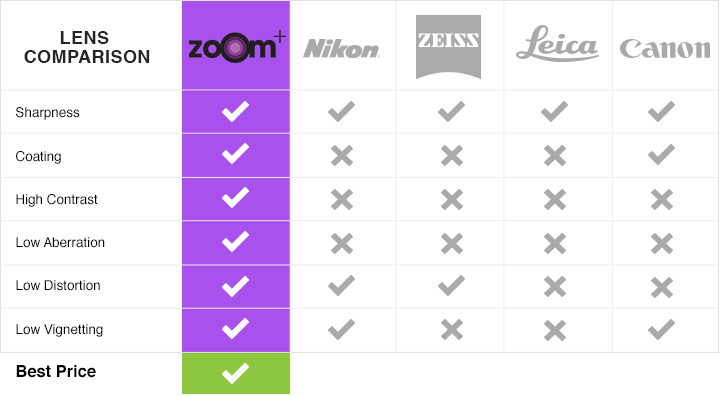 LENS
COMPARISON
zoom+
Nikon
ZEISS
Leica
Canon
Sharpness
Coating
High Contrast
Low Aberration
Low Distortion
Low Vignetting
Best Price